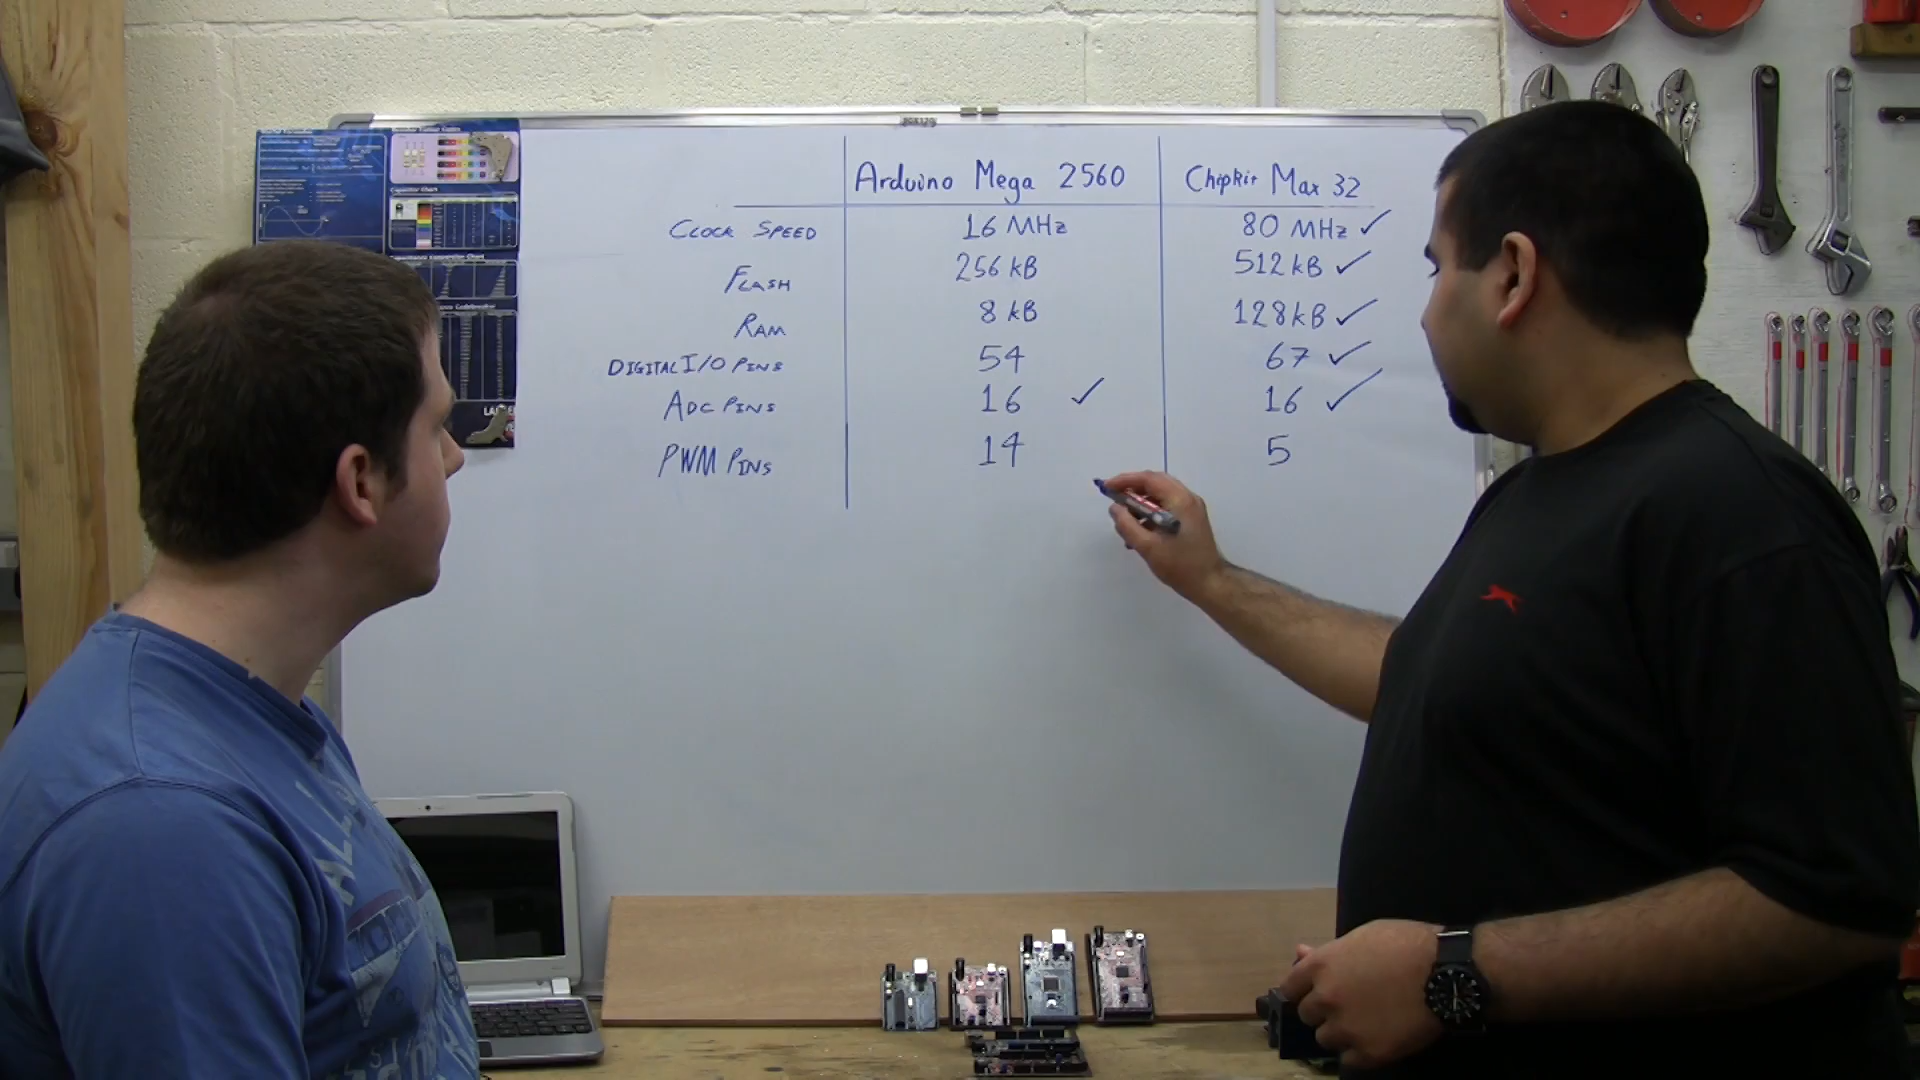 Arduino Mega 2560 ChipKit Max 32
CLOCK SPEED 16 MHz 80 MHz ✓
FLASH 256 kB 512 kB ✓
RAM 8 kB 128 kB ✓
DIGITAL I/O PINS 54 67 ✓
ADC PINS 16 ✓ 16 ✓
PWM PINS 14 5